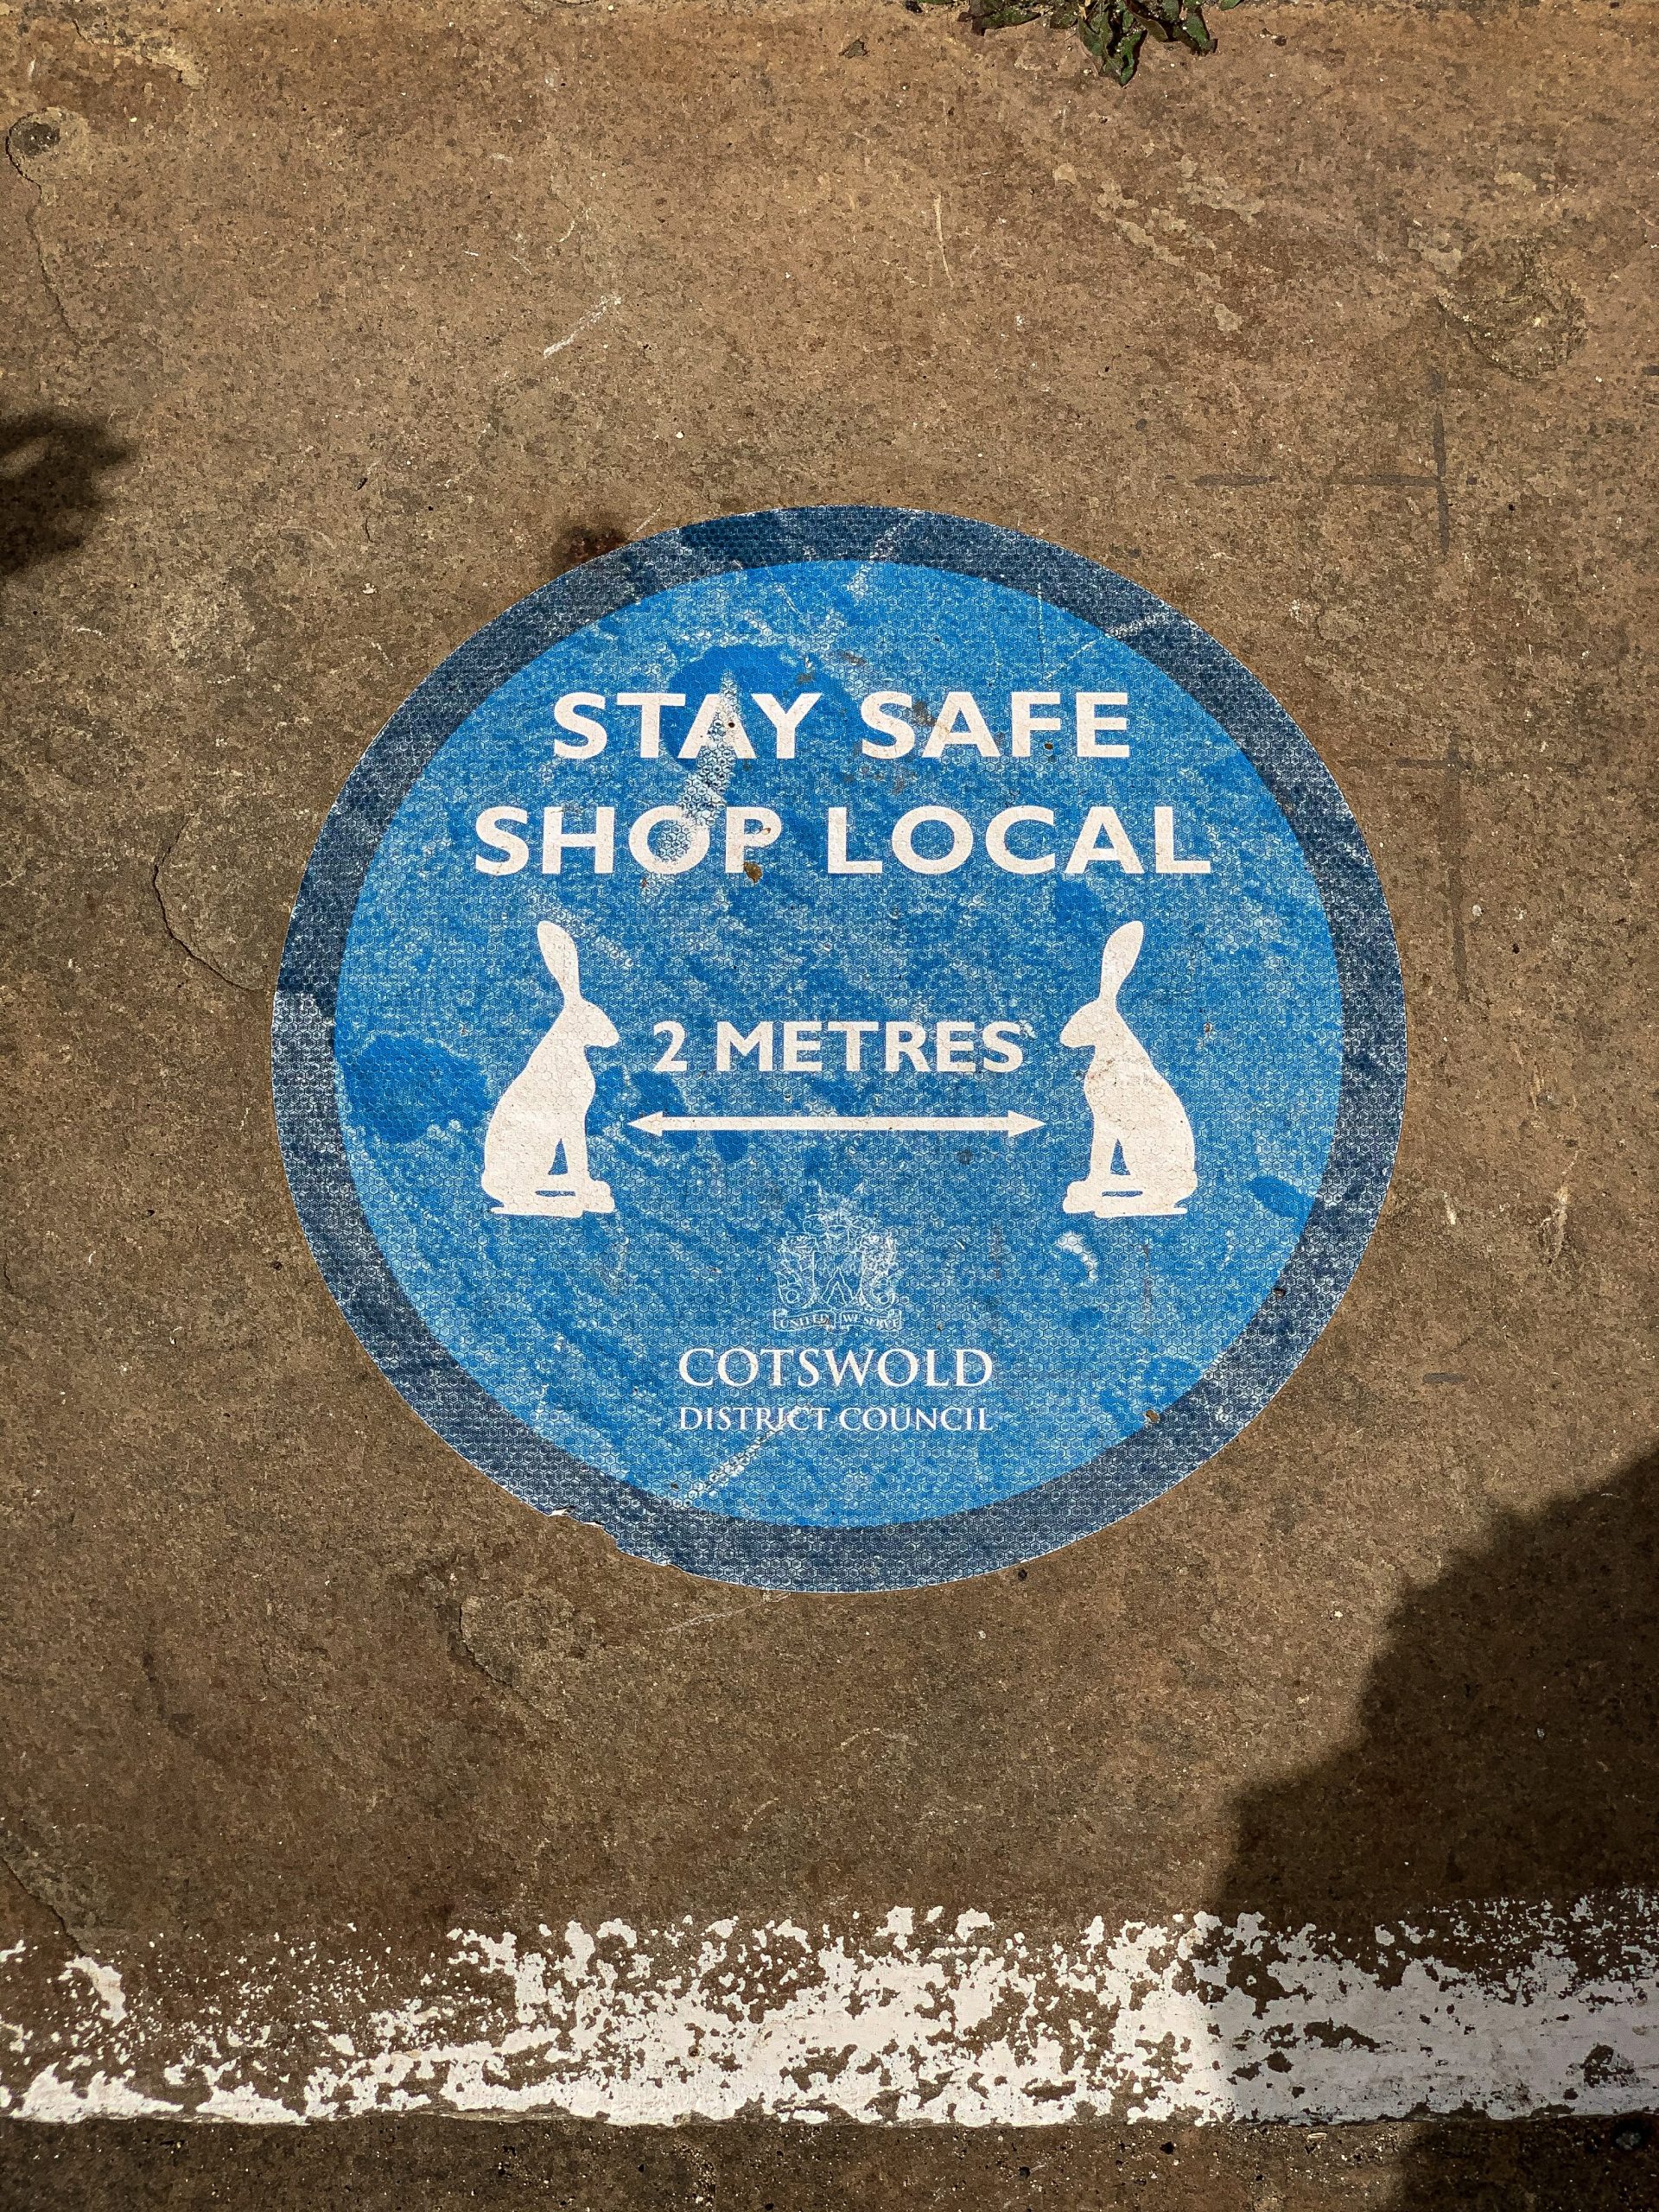 STAY SAFE
SHOP LOCAL
2 METRES
UNITED WE SERVE
COTSWOLD
DISTRICT COUNCIL